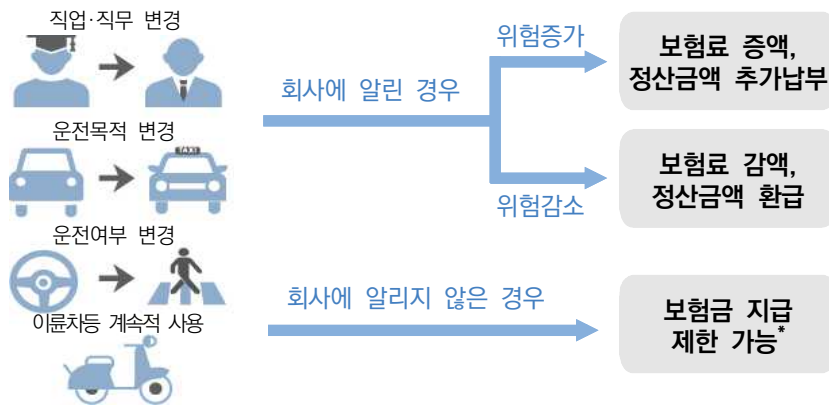 직업·직무 변경
운전목적 변경
TAXI
운전여부 변경
이륜차등 계속적 사용
회사에 알린 경우
위험증가
위험감소
보험료 증액,
정산금액 추가납부
보험료 감액,
정산금액 환급
회사에 알리지 않은 경우
보험금 지급
제한 가능*